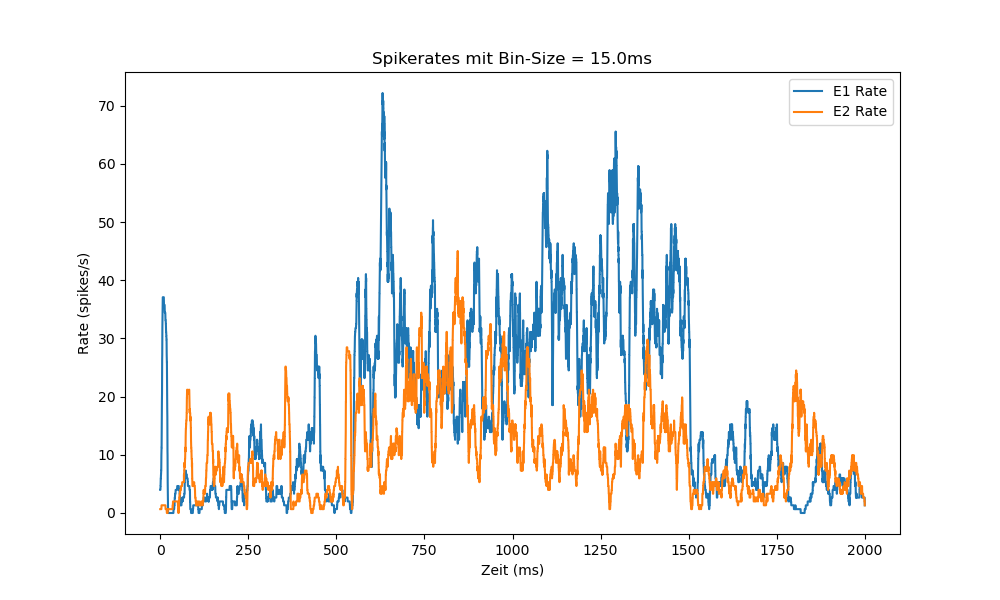 Spikerates mit Bin-Size = 15.0ms
E1 Rate
E2 Rate
Rate (spikes/s)
70
60
50
40
30
20
10
0
0 250 500 750 1000 1250 1500 1750 2000
Zeit (ms)